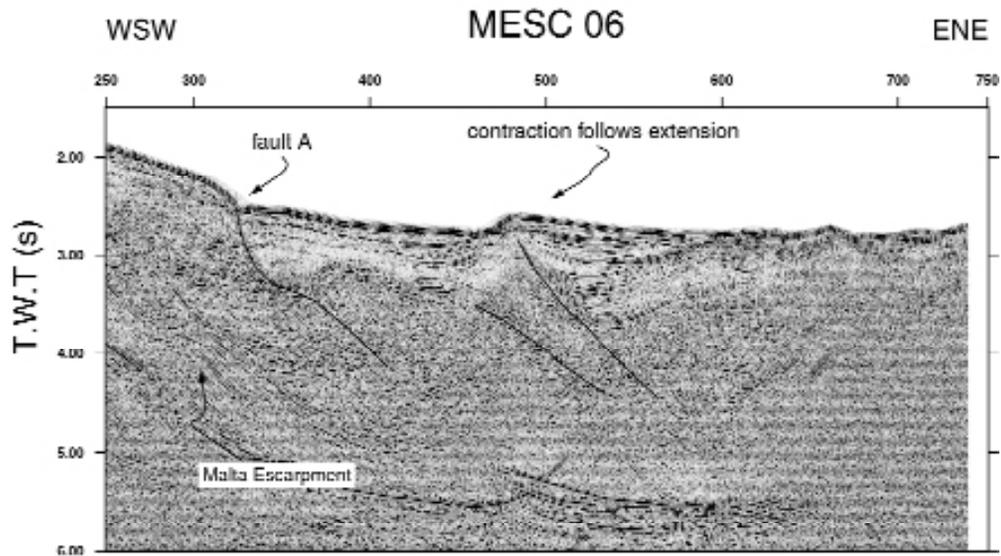 WSW MESC 06 ENE
250 300 400 500 600 700 750
fault A
contraction follows extension
2.00
3.00
T.W.T (s)
4.00
5.00
Malta Escarpment
6.00